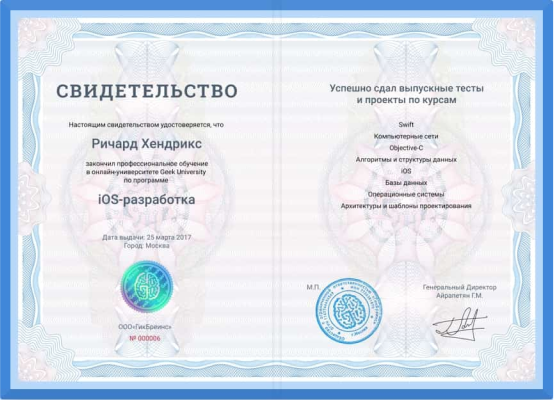 СВИДЕТЕЛЬСТВО
Настоящим свидетельством удостоверяется, что
Ричард Хендрикс
закончил профессиональное обучение
в онлайн-университете Geek University
по программе
iOS-разработка
Дата выдачи: 25 марта 2017
Город: Москва
ООО«ГикБреинс»
№ 000006
Успешно сдал выпускные тесты
и проекты по курсам
Swift
Компьютерные сети
Objective-C
Алгоритмы и структуры данных
iOS
Базы данных
Операционные системы
Архитектуры и шаблоны проектирования
М.П.
Генеральный Директор
Айрапетян Г.М.